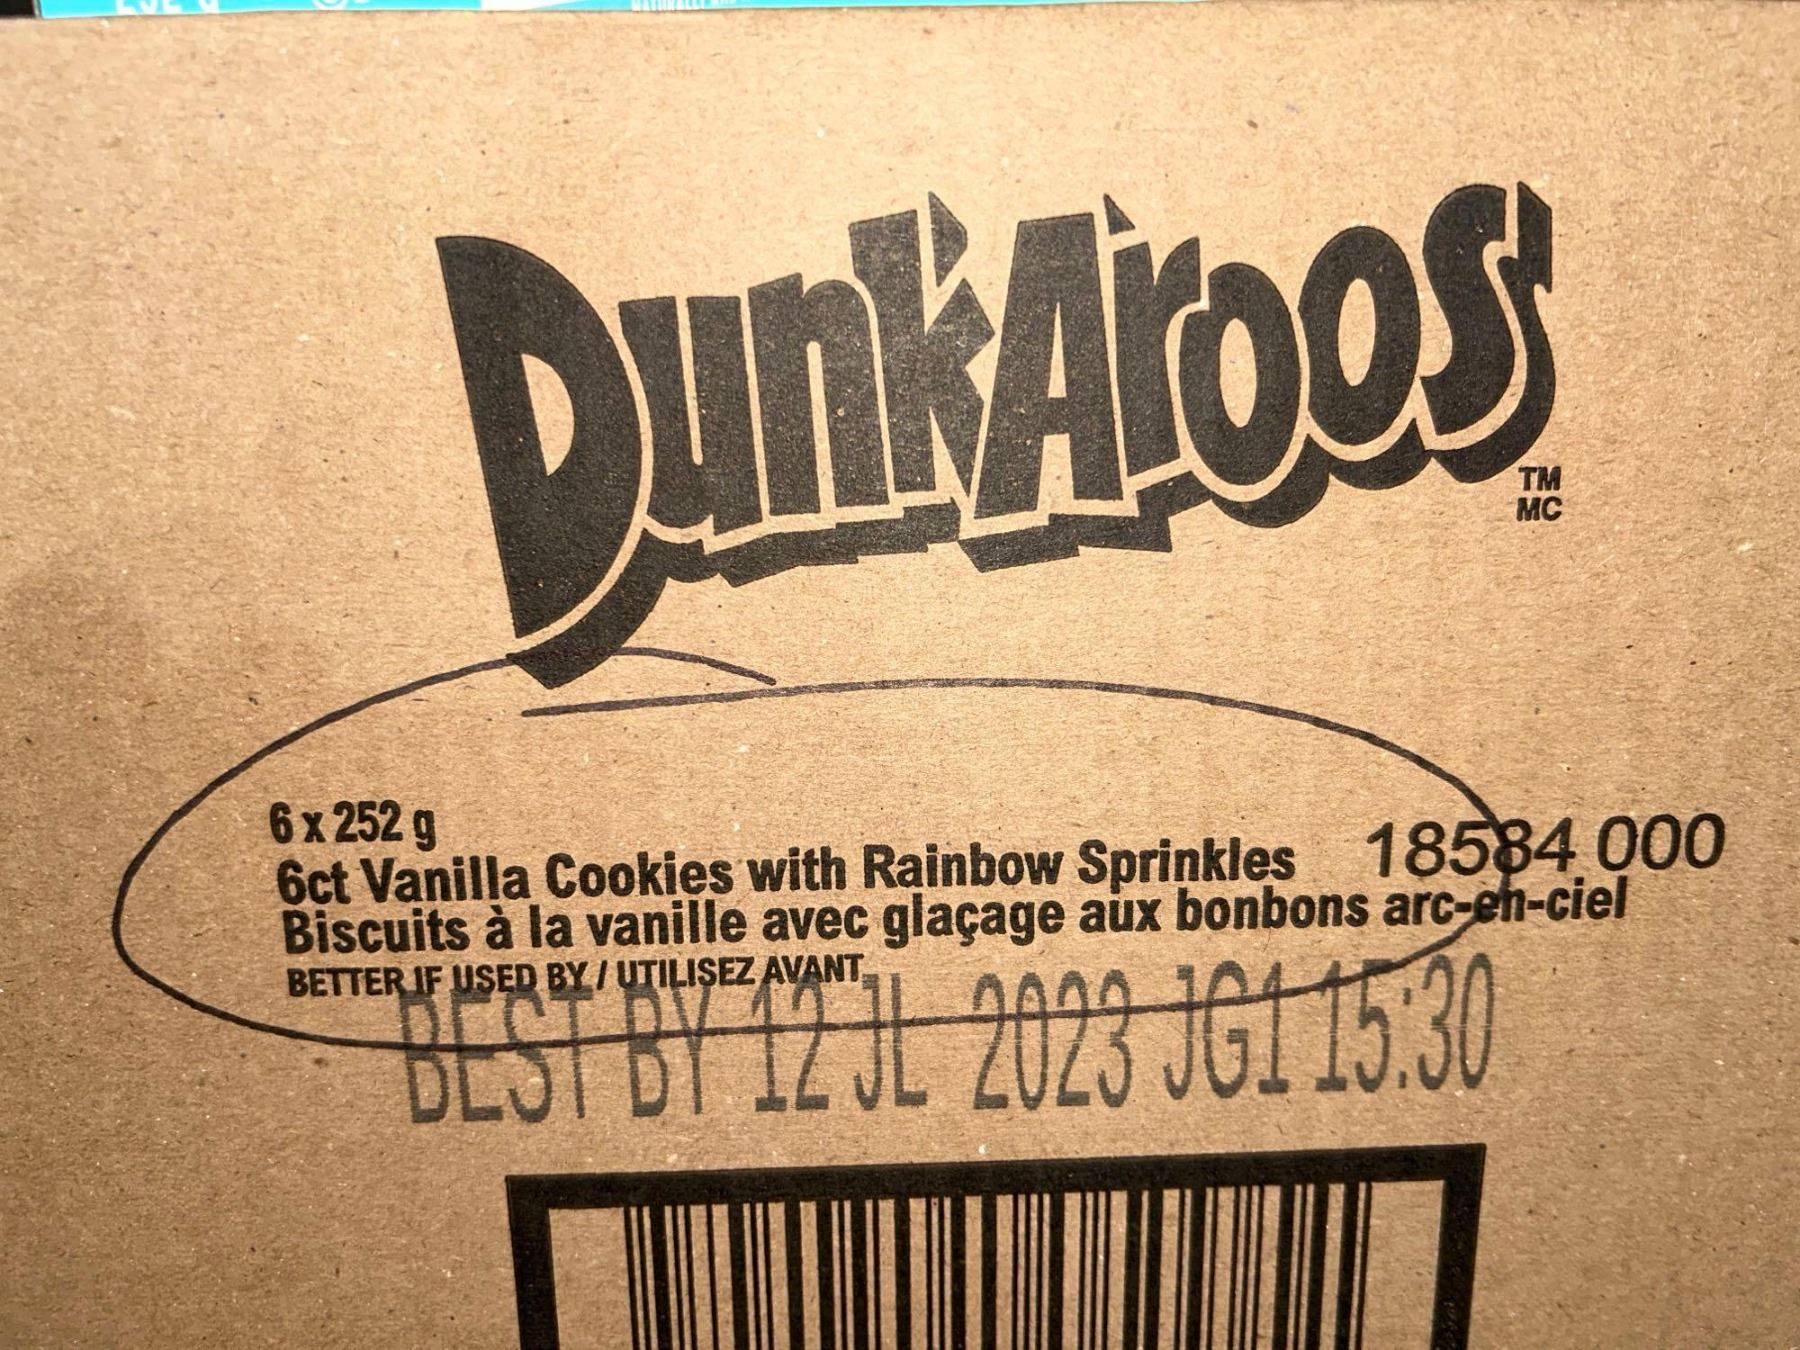 DunkAroos
TM
MC
6 x 252 g
6ct Vanilla Cookies with Rainbow Sprinkles 18584 000
Biscuits à la vanille avec glaçage aux bonbons arc-en-ciel
BETTER IF USED BY / UTILISEZ AVANT
BEST BY 12 JL 2023 JG1 15:30